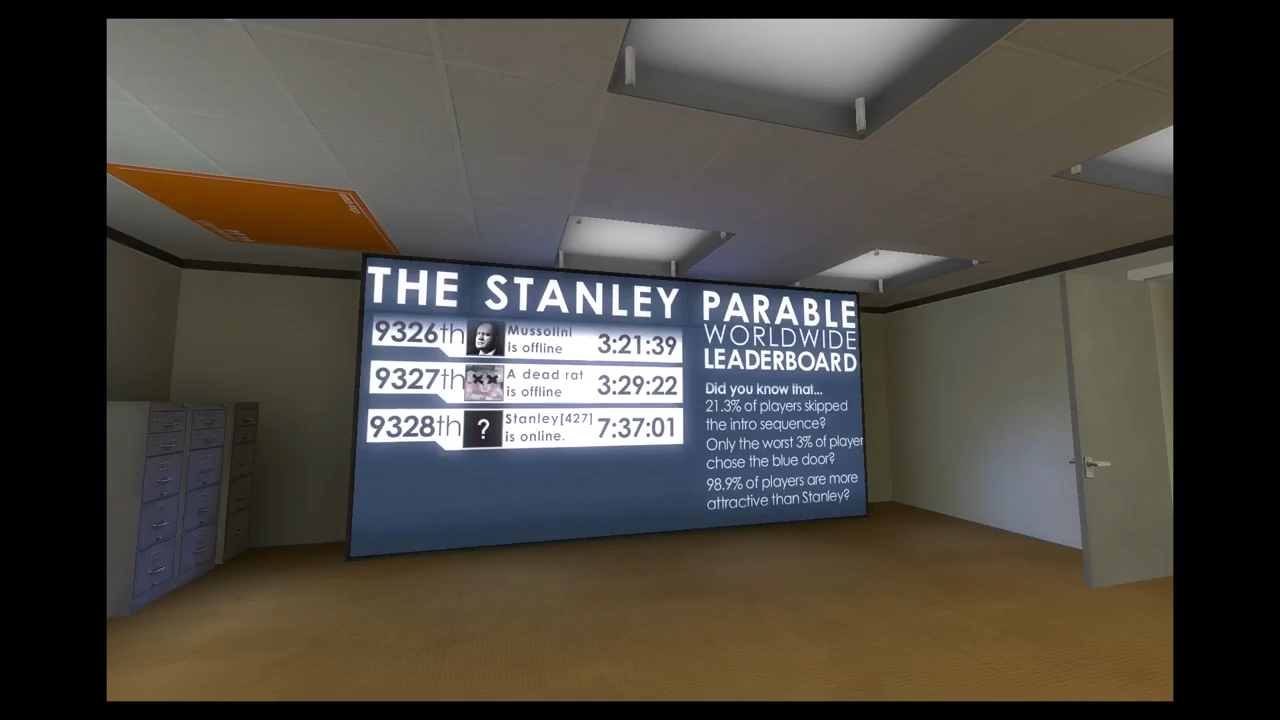 THE STANLEY PARABLE
WORLDWIDE
LEADERBOARD
9326th
Mussolini
is offline
3:21:39
9327th
A dead rat
is offline
3:29:22
9328th
?
Stanley[427]
is online.
7:37:01
Did you know that...
21.3% of players skipped
the intro sequence?
Only the worst 3% of player
chose the blue door?
98.9% of players are more
attractive than Stanley?